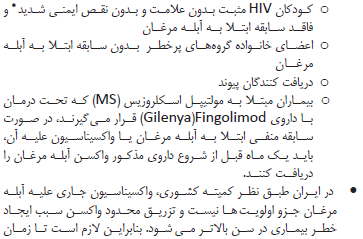 ○ کودکان HIV مثبت بدون علامت و بدون نقص ایمنی شدید* و
فاقد سابقه ابتلا به آبله مرغان
○ اعضای خانواده گروه‌های پرخطر بدون سابقه ابتلا به آبله
مرغان
○ دریافت کنندگان پیوند
○ بیماران مبتلا به مولتیپل اسکلروزیس (MS) که تحت درمان
با داروی Fingolimod(Gilenya) قرار می‌گیرند، در صورت
سابقه منفی ابتلا به آبله مرغان یا واکسیناسیون علیه آن،
باید یک ماه قبل از شروع داروی مذکور واکسن آبله مرغان را
دریافت کنند.
• در ایران طبق نظر کمیته کشوری، واکسیناسیون جاری علیه آبله
مرغان جزو اولویت‌ها نیست و تزریق محدود واکسن سبب ایجاد
خطر بیماری در سن بالاتر می شود. بنابراین لازم است تا زمان